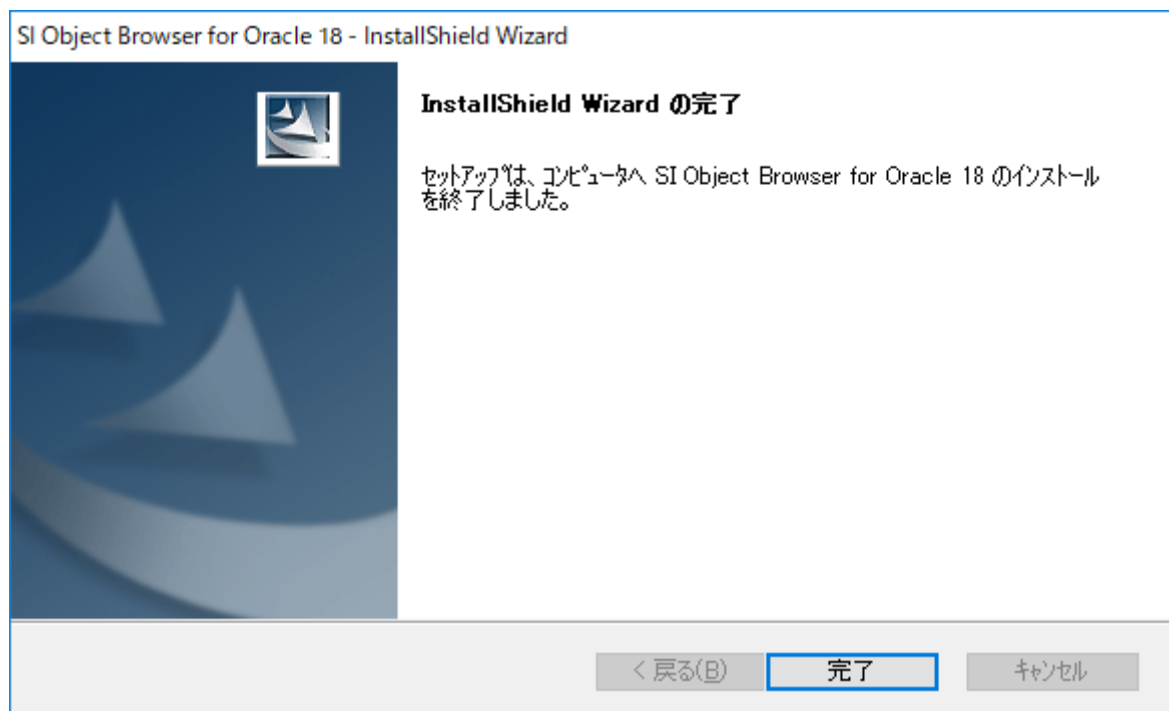 SI Object Browser for Oracle 18 - InstallShield Wizard
InstallShield Wizard の完了
セットアップは、コンピュータへ SI Object Browser for Oracle 18 のインストール
を終了しました。
< 戻る(B)
完了
キャンセル